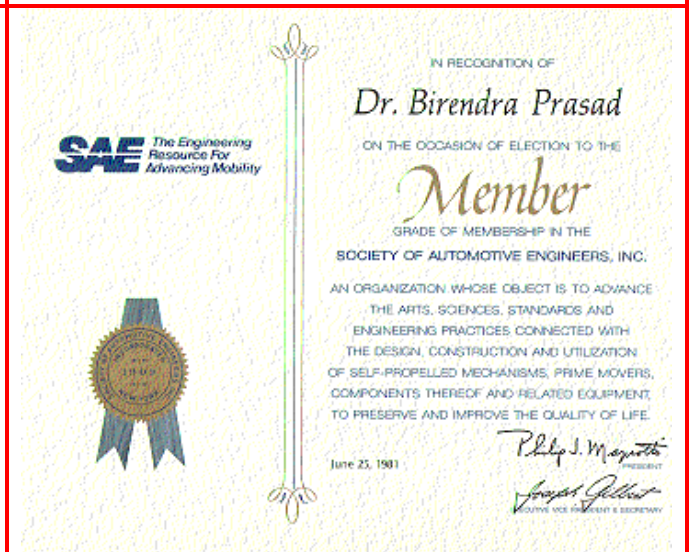 SAE
The Engineering
Resource For
Advancing Mobility
IN RECOGNITION OF
Dr. Birendra Prasad
ON THE OCCASION OF ELECTION TO THE
Member
GRADE OF MEMBERSHIP IN THE
SOCIETY OF AUTOMOTIVE ENGINEERS, INC.
AN ORGANIZATION WHOSE OBJECT IS TO ADVANCE
THE ARTS, SCIENCES, STANDARDS AND
ENGINEERING PRACTICES CONNECTED WITH
THE DESIGN, CONSTRUCTION AND UTILIZATION
OF SELF-PROPELLED MECHANISMS, PRIME MOVERS,
COMPONENTS THEREOF AND RELATED EQUIPMENT,
TO PRESERVE AND IMPROVE THE QUALITY OF LIFE.
Philip J.
PRESIDENT
June 25, 1981
Joseph Gilbert
EXECUTIVE VICE PRESIDENT & SECRETARY